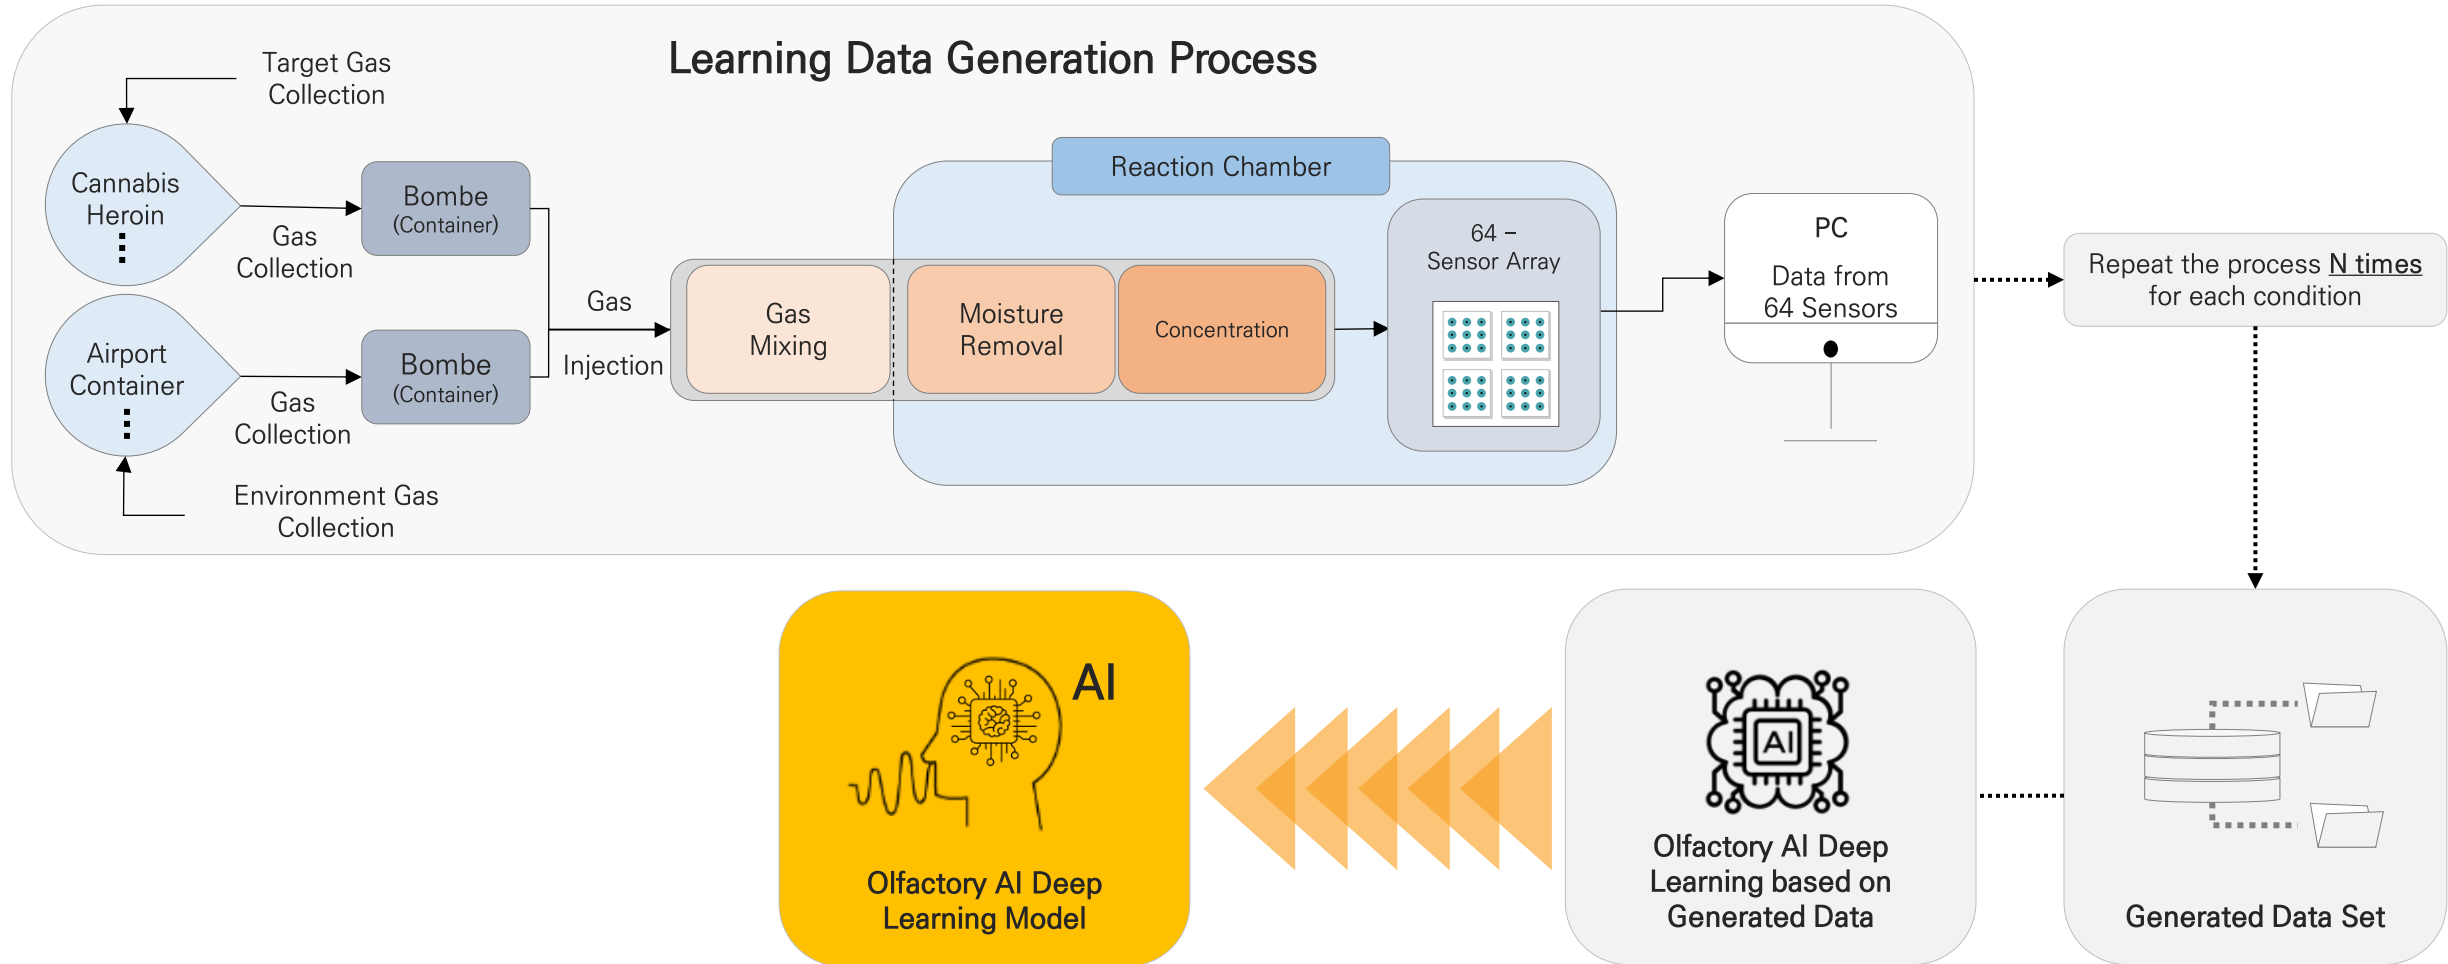 Learning Data Generation Process
Target Gas
Collection
Cannabis
Heroin
Gas
Collection
Bombe
(Container)
Airport
Container
Gas
Collection
Bombe
(Container)
Environment Gas
Collection
Gas
Injection
Gas
Mixing
Reaction Chamber
Moisture
Removal
Concentration
64 –
Sensor Array
PC
Data from
64 Sensors
Repeat the process N times
for each condition
AI
Olfactory AI Deep
Learning Model
AI
Olfactory AI Deep
Learning based on
Generated Data
Generated Data Set